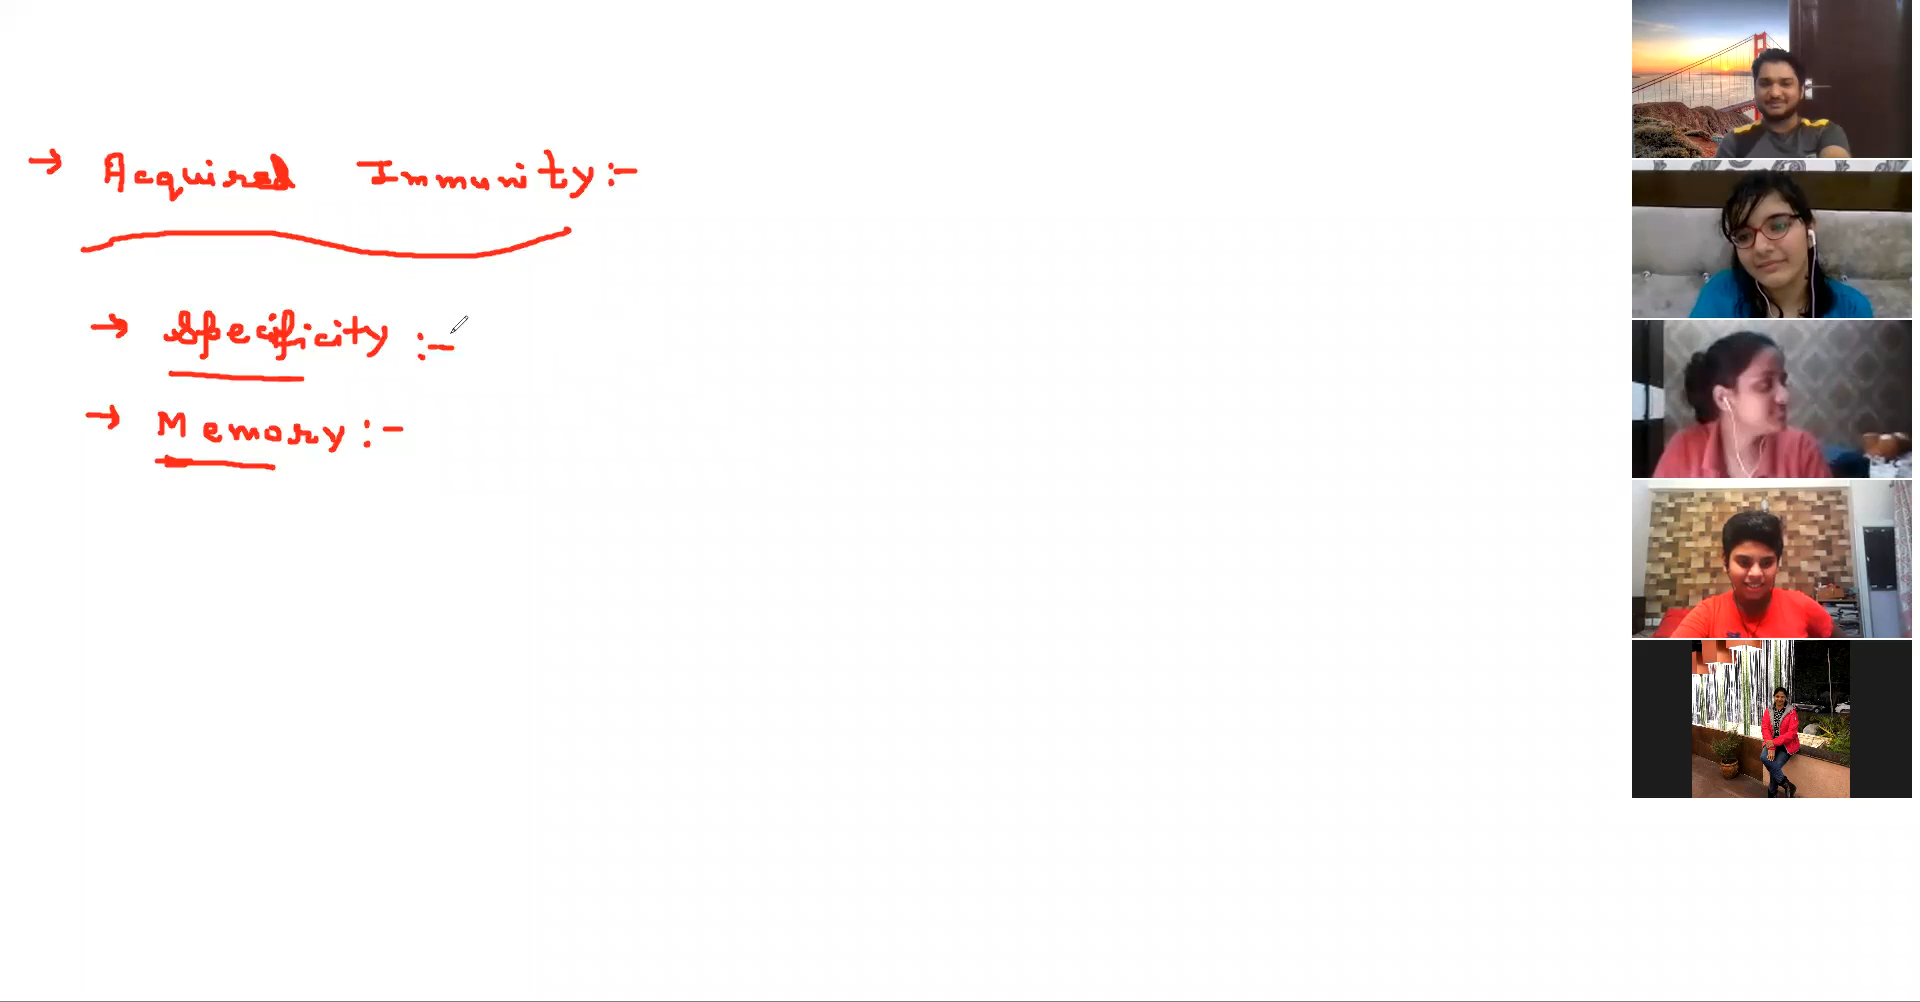 → Acquired Immunity :-
→ Specificity :-
→ Memory :-